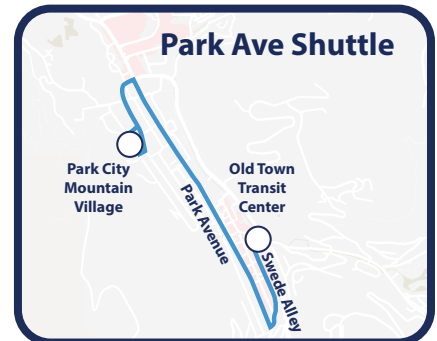 Park Ave Shuttle
Park City
Mountain
Village
Old Town
Transit
Center
Park Avenue
Swede Alley